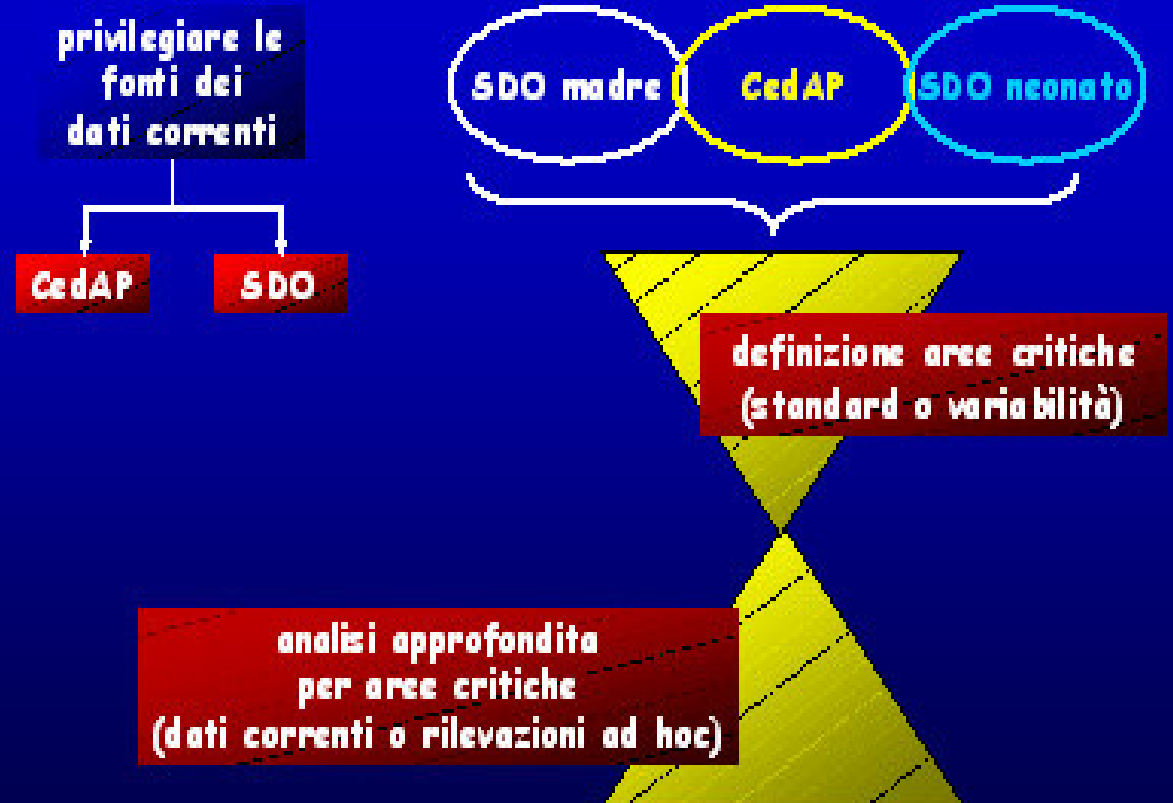 privilegiare le
fonti dei
dati correnti
CedAP
SDO
SDO madre
CedAP
SDO neonato
definizione aree critiche
(standard o variabilità)
analisi approfondita
per aree critiche
(dati correnti o rilevazioni ad hoc)